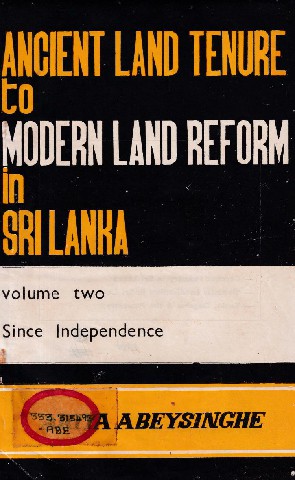 ANCIENT LAND TENURE
to
MODERN LAND REFORM
in
SRI LANKA
volume two
Since Independence
ABEYSINGHE